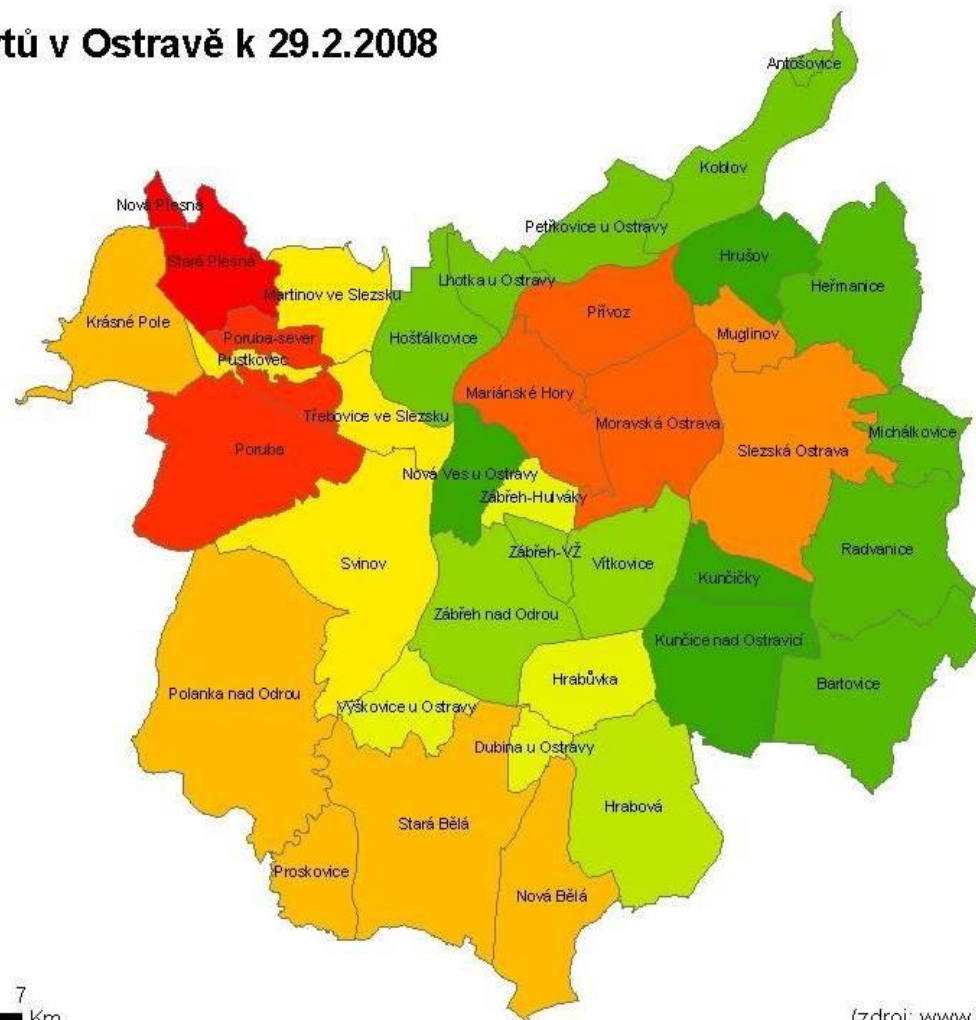 v Ostravě k 29.2.2008
Antošovice
Koblov
Nová Plesná
Petřkovice u Ostravy
Hrušov
Stará Plesná
Lhotka u Ostravy
Heřmanice
Martinov ve Slezsku
Přívoz
Krásné Pole
Poruba-sever
Hošťálkovice
Muglinov
Pustkovec
Mariánské Hory
Třebovice ve Slezsku
Moravská Ostrava
Michálkovice
Poruba
Slezská Ostrava
Nová Ves u Ostravy
Zábřeh-Hulváky
Zábřeh-VŽ
Radvanice
Svinov
Vítkovice
Kunčičky
Zábřeh nad Odrou
Kunčice nad Ostravicí
Hrabůvka
Bartovice
Polanka nad Odrou
Výškovice u Ostravy
Dubina u Ostravy
Hrabová
Stará Bělá
Proskovice
Nová Bělá
7
Km
(zdroj: www